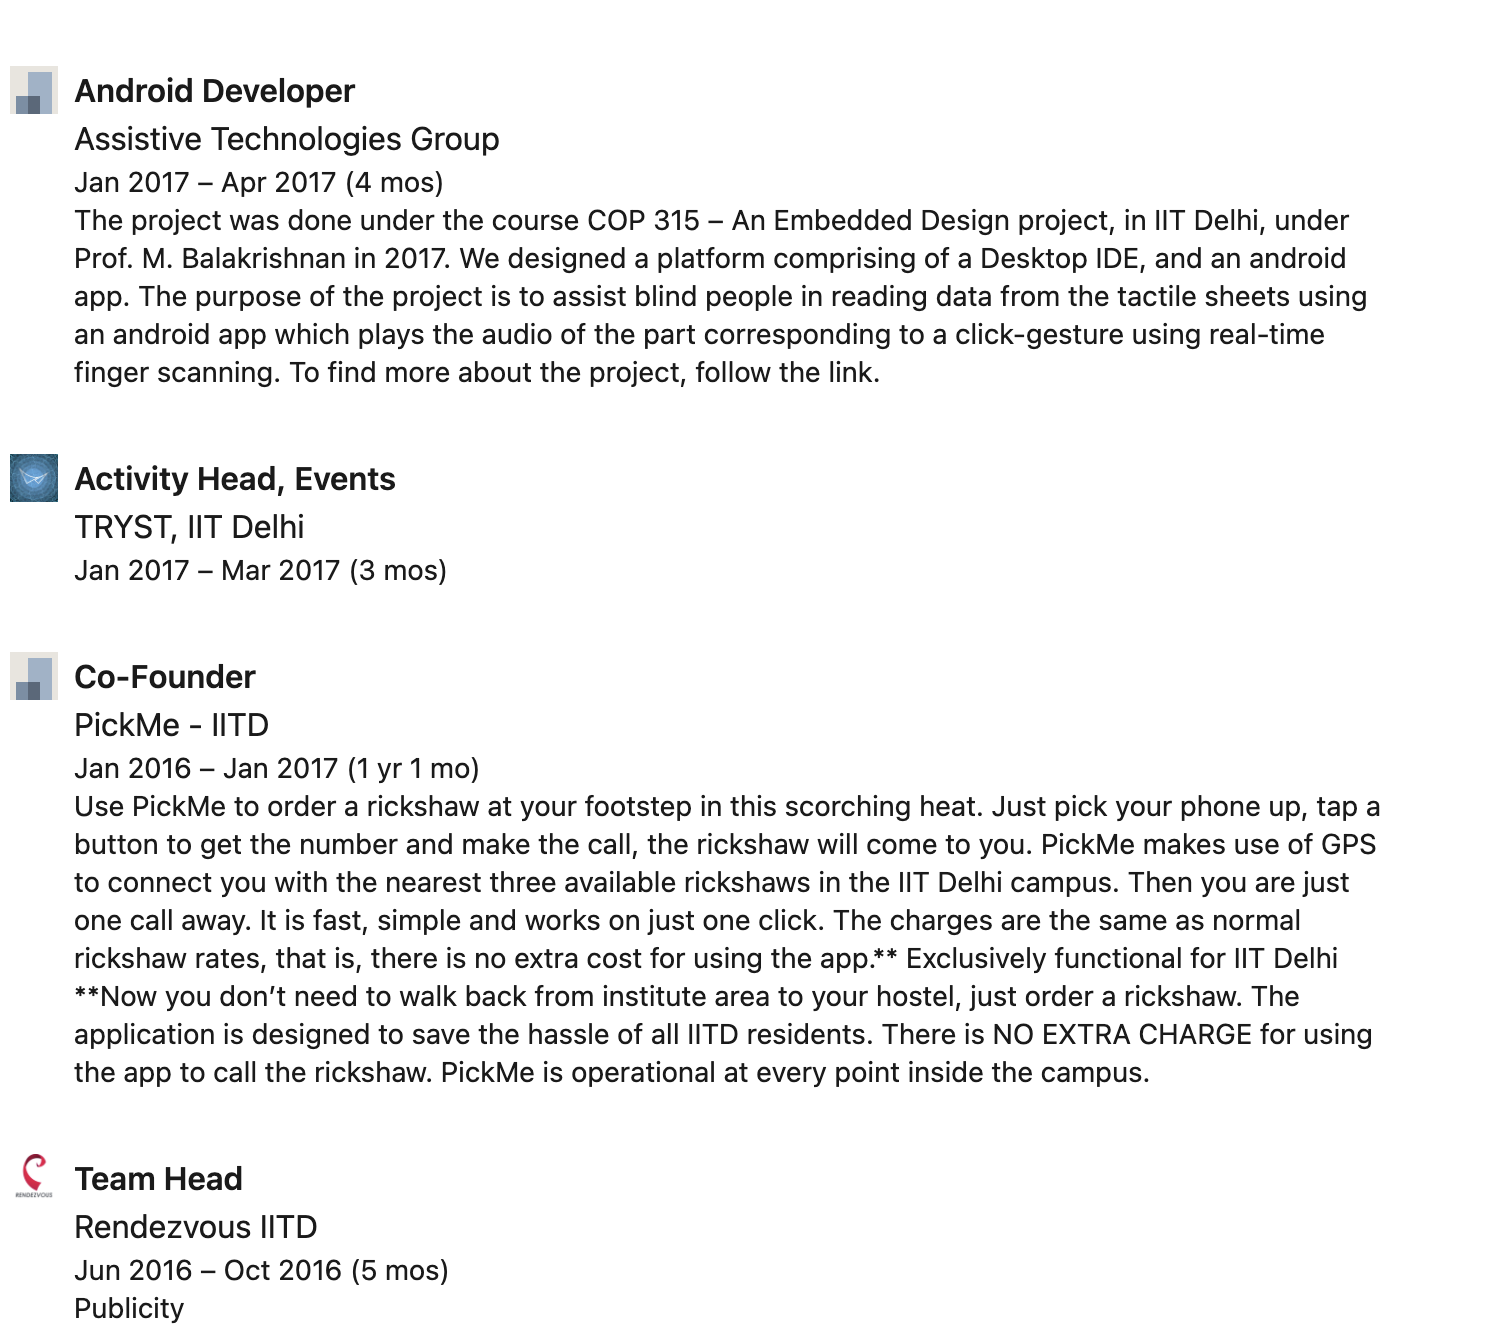 Android Developer
Assistive Technologies Group
Jan 2017 – Apr 2017 (4 mos)
The project was done under the course COP 315 – An Embedded Design project, in IIT Delhi, under
Prof. M. Balakrishnan in 2017. We designed a platform comprising of a Desktop IDE, and an android
app. The purpose of the project is to assist blind people in reading data from the tactile sheets using
an android app which plays the audio of the part corresponding to a click-gesture using real-time
finger scanning. To find more about the project, follow the link.
Activity Head, Events
TRYST, IIT Delhi
Jan 2017 – Mar 2017 (3 mos)
Co-Founder
PickMe - IITD
Jan 2016 – Jan 2017 (1 yr 1 mo)
Use PickMe to order a rickshaw at your footstep in this scorching heat. Just pick your phone up, tap a
button to get the number and make the call, the rickshaw will come to you. PickMe makes use of GPS
to connect you with the nearest three available rickshaws in the IIT Delhi campus. Then you are just
one call away. It is fast, simple and works on just one click. The charges are the same as normal
rickshaw rates, that is, there is no extra cost for using the app.** Exclusively functional for IIT Delhi
**Now you don’t need to walk back from institute area to your hostel, just order a rickshaw. The
application is designed to save the hassle of all IITD residents. There is NO EXTRA CHARGE for using
the app to call the rickshaw. PickMe is operational at every point inside the campus.
RENDEZVOUS
Team Head
Rendezvous IITD
Jun 2016 – Oct 2016 (5 mos)
Publicity